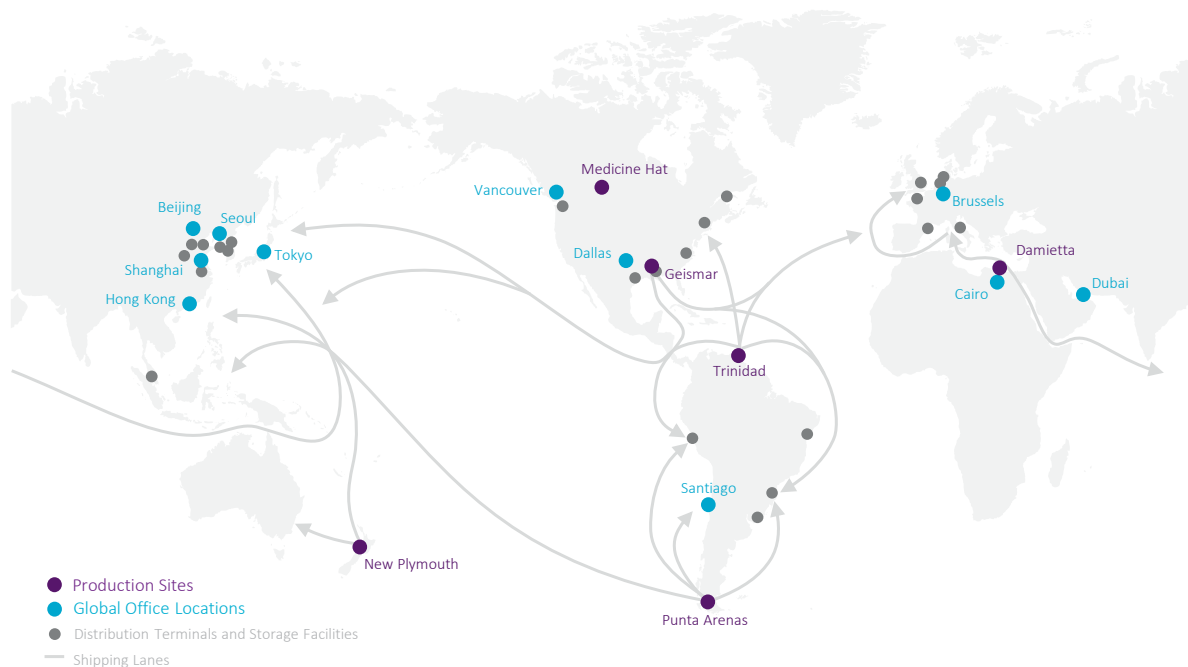 Medicine Hat
Vancouver
Brussels
Beijing
Seoul
Tokyo
Dallas
Damietta
Shanghai
Geismar
Dubai
Hong Kong
Cairo
Trinidad
Santiago
New Plymouth
Punta Arenas
Production Sites
Global Office Locations
Distribution Terminals and Storage Facilities
Shipping Lanes